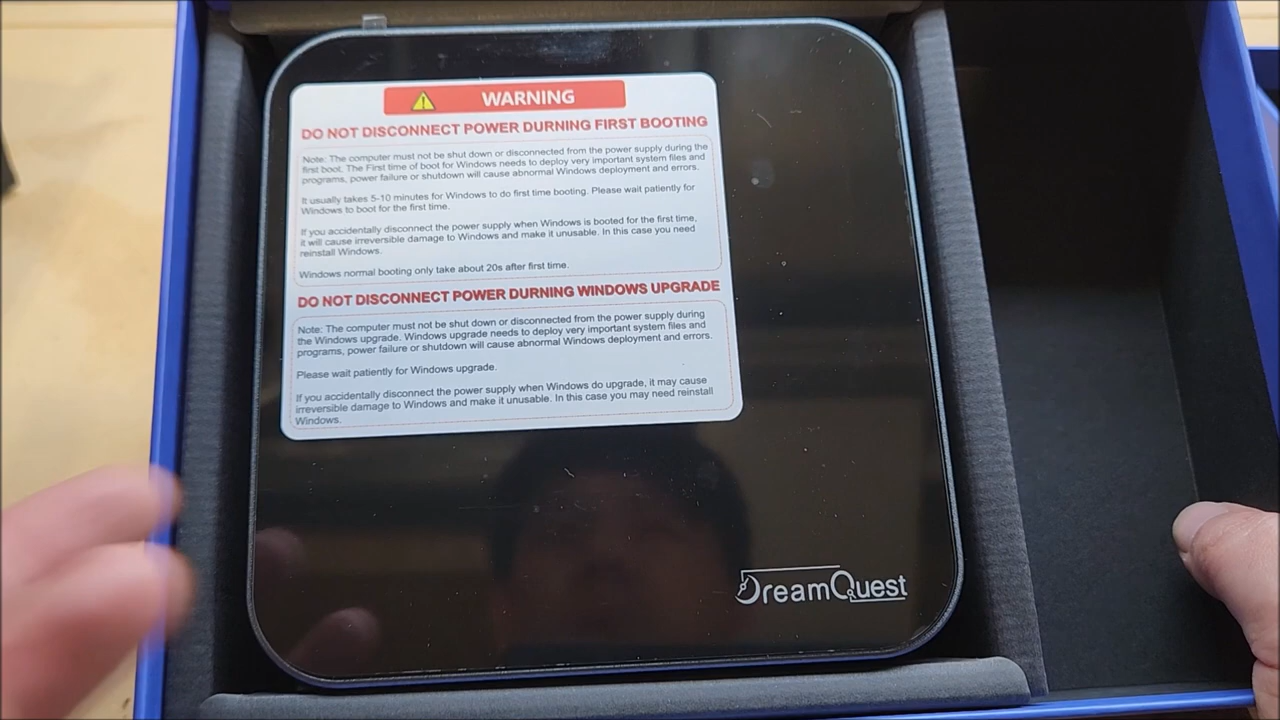 WARNING
DO NOT DISCONNECT POWER DURNING FIRST BOOTING
Note: The computer must not be shut down or disconnected from the power supply during the
first boot. The First time of boot for Windows needs to deploy very important system files and
programs, power failure or shutdown will cause abnormal Windows deployment and errors.
It usually takes 5-10 minutes for Windows to do first time booting. Please wait patiently for
Windows to boot for the first time.
If you accidentally disconnect the power supply when Windows is booted for the first time,
it will cause irreversible damage to Windows and make it unusable. In this case you need
reinstall Windows.
Windows normal booting only take about 20s after first time.
DO NOT DISCONNECT POWER DURNING WINDOWS UPGRADE
Note: The computer must not be shut down or disconnected from the power supply during
the Windows upgrade. Windows upgrade needs to deploy very important system files and
programs, power failure or shutdown will cause abnormal Windows deployment and errors.
Please wait patiently for Windows upgrade.
If you accidentally disconnect the power supply when Windows do upgrade, it may cause
irreversible damage to Windows and make it unusable. In this case you may need reinstall
Windows.
DreamQuest